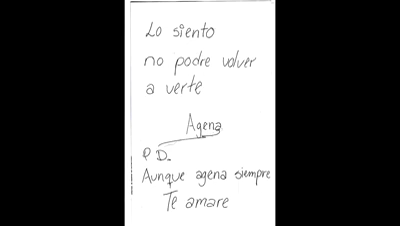 Lo siento
no podre volver
a verte
Agena
P.D.
Aunque agena siempre
Te amare